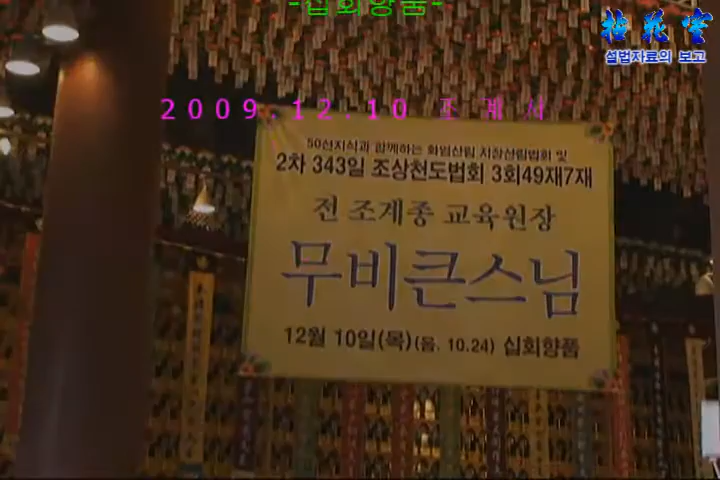 -십회향품-
梅花堂
설법자료의 보고
2009.12.10 조계사
50선지식과 함께하는 화엄산림 지장산림법회 및
2차 343일 조상천도법회 3회49재7재
전 조계종 교육원장
무비큰스님
12월 10일(목)(음. 10.24) 십회향품